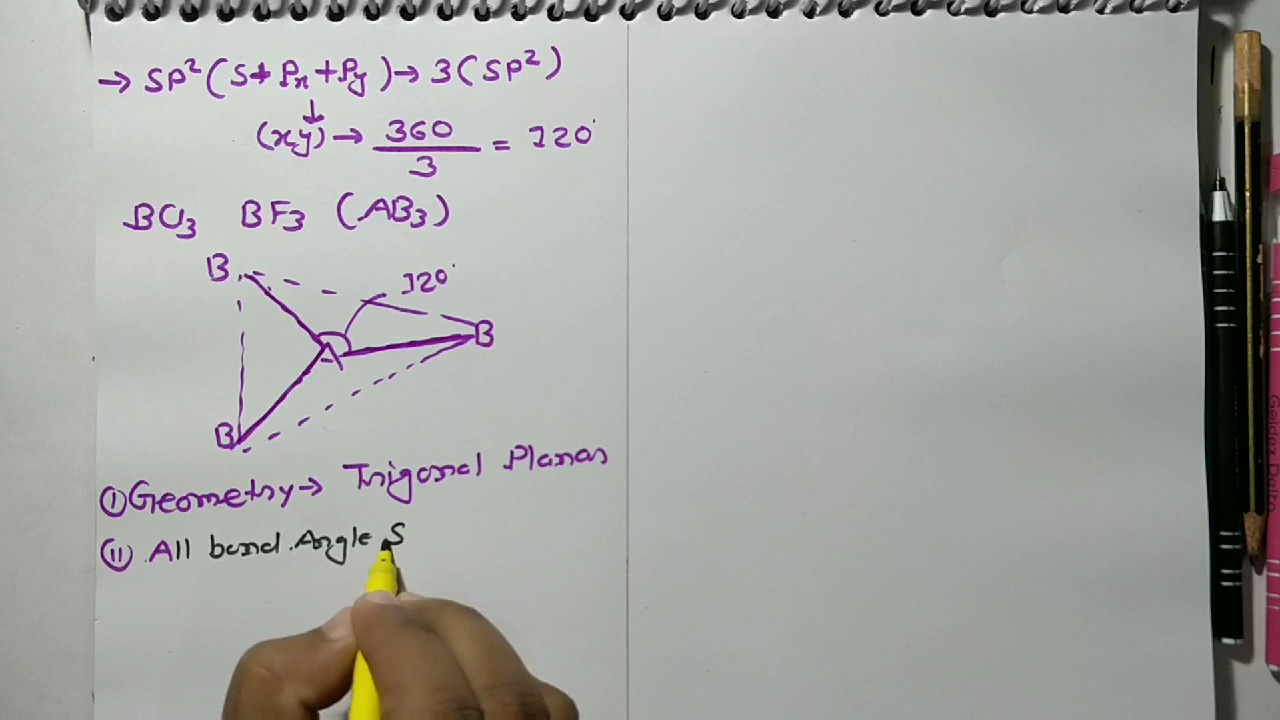 → SP²(S+Px+Py)→3(SP²)
(xy)→ 360/3 = 120°
BCl3 BF3 (AB3)
B 120°
A B
B
① Geometry→ Trigonal Planar
② All bond Angle S